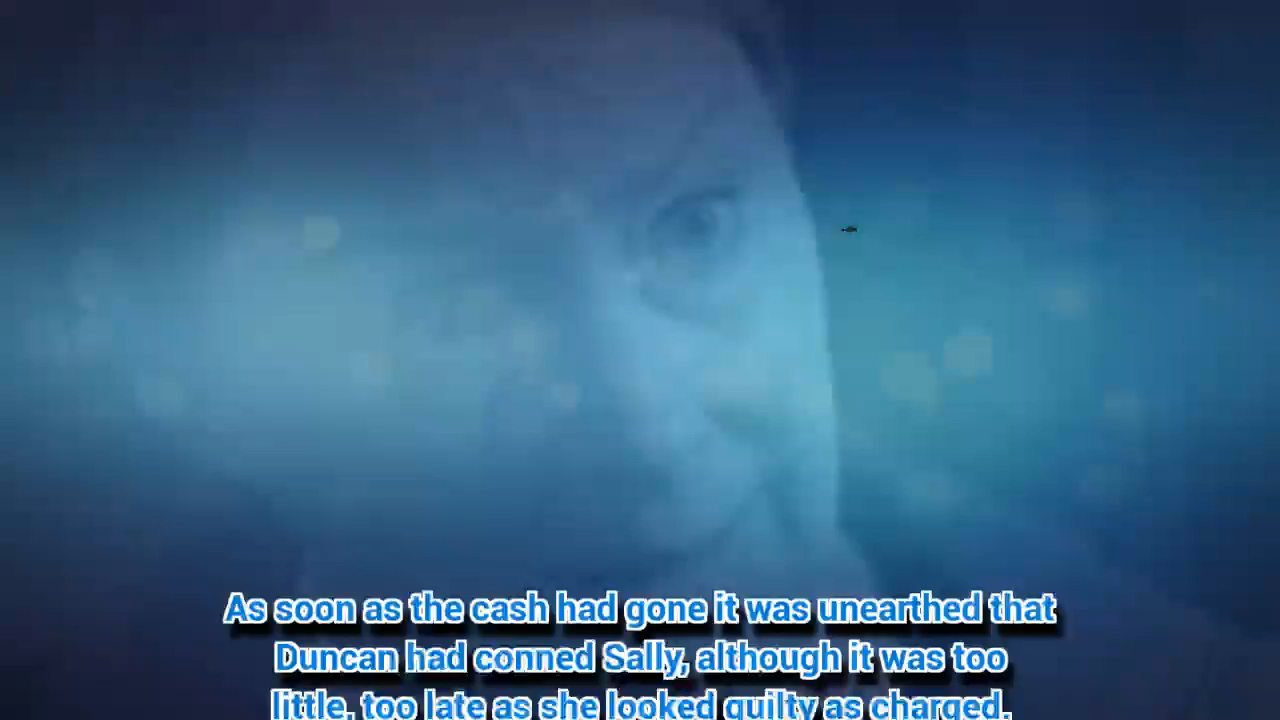 As soon as the cash had gone it was unearthed that
Duncan had conned Sally, although it was too
little, too late as she looked guilty as charged.